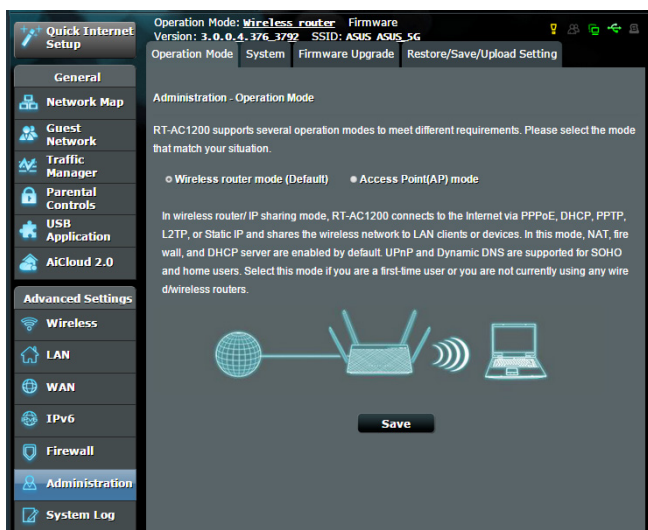 Quick Internet
Setup
General
Network Map
Guest
Network
Traffic
Manager
Parental
Controls
USB
Application
AiCloud 2.0
Advanced Settings
Wireless
LAN
WAN
IPv6
Firewall
Administration
System Log
Operation Mode: Wireless router Firmware
Version: 3.0.0.4.376_3792 SSID: ASUS ASUS_5G
Operation Mode System Firmware Upgrade Restore/Save/Upload Setting
Administration - Operation Mode
RT-AC1200 supports several operation modes to meet different requirements. Please select the mode
that match your situation.
Wireless router mode (Default) Access Point(AP) mode
In wireless router/ IP sharing mode, RT-AC1200 connects to the Internet via PPPoE, DHCP, PPTP,
L2TP, or Static IP and shares the wireless network to LAN clients or devices. In this mode, NAT, fire
wall, and DHCP server are enabled by default. UPnP and Dynamic DNS are supported for SOHO
and home users. Select this mode if you are a first-time user or you are not currently using any wire
d/wireless routers.
Save